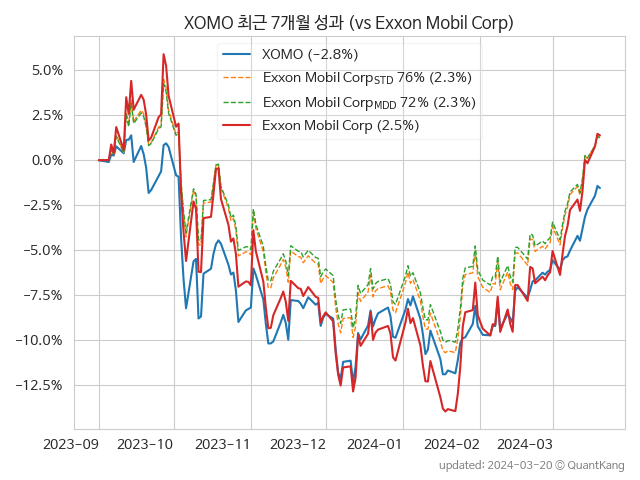 XOMO 최근 7개월 성과 (vs Exxon Mobil Corp)
XOMO (−2.8%)
Exxon Mobil CorpSTD 76% (2.3%)
Exxon Mobil CorpMDD 72% (2.3%)
Exxon Mobil Corp (2.5%)
5.0%
2.5%
0.0%
−2.5%
−5.0%
−7.5%
−10.0%
−12.5%
2023-09 2023-10 2023-11 2023-12 2024-01 2024-02 2024-03
updated: 2024-03-20 © QuantKang